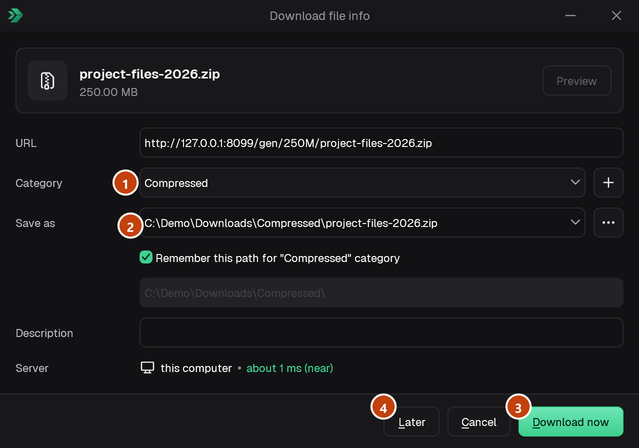 Download file info
project-files-2026.zip
250.00 MB
Preview
URL
http://127.0.0.1:8099/gen/250M/project-files-2026.zip
Category
1
Compressed
Save as
2
C:\Demo\Downloads\Compressed\project-files-2026.zip
Remember this path for "Compressed" category
C:\Demo\Downloads\Compressed\
Description
Server
this computer • about 1 ms (near)
4
Later
Cancel
3
Download now